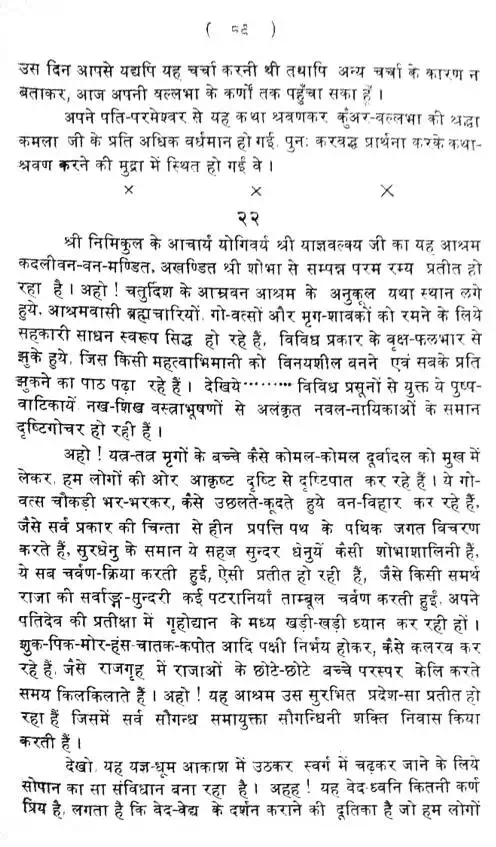 ( ८९ )
उस दिन आपसे यद्यपि यह चर्चा करनी थी तथापि अन्य चर्चा के कारण न
बताकर, आज अपनी वल्लभा के कर्णों तक पहुँचा सका हूँ ।
अपने पति-परमेश्वर से यह कथा श्रवणकर कुँअर-वल्लभा की श्रद्धा
कमला जी के प्रति अधिक वर्धमान हो गई, पुनः करवद्ध प्रार्थना करके कथा-
श्रवण करने की मुद्रा में स्थित हो गईं वे ।
× × ×
२२
श्री निमिकुल के आचार्य योगिवर्य श्री याज्ञवल्क्य जी का यह आश्रम
कदलीवन-वन-मण्डित, अखण्डित श्री शोभा से सम्पन्न परम रम्य प्रतीत हो
रहा है । अहो ! चतुर्दिश के आम्रवन आश्रम के अनुकूल यथा स्थान लगे
हुये, आश्रमवासी ब्रह्मचारियों, गो-वत्सों और मृग-शावकों को रमने के लिये
सहकारी साधन स्वरूप सिद्ध हो रहे हैं, विविध प्रकार के वृक्ष-फलभार से
झुके हुये, जिस किसी महत्वाभिमानी को विनयशील बनने एवं सबके प्रति
झुकने का पाठ पढ़ा रहे हैं । देखिये········· विविध प्रसूनों से युक्त ये पुष्प-
वाटिकायें, नख-शिख वस्त्राभूषणों से अलंकृत नवल-नायिकाओं के समान
दृष्टिगोचर हो रही हैं ।
अहो ! यत्र-तत्र मृगों के बच्चे कैसे कोमल-कोमल दूर्वादल को मुख में
लेकर, हम लोगों की ओर आकृष्ट दृष्टि से दृष्टिपात कर रहे हैं । ये गो-
वत्स चौकड़ी भर-भरकर, कैसे उछलते-कूदते हुये वन-विहार कर रहे हैं,
जैसे सर्व प्रकार की चिन्ता से हीन प्रपत्ति पथ के पथिक जगत विचरण
करते हैं, सुरधेनु के समान ये सहज सुन्दर धेनुयें कैसी शोभाशालिनी हैं,
ये सब चर्वण-क्रिया करती हुई, ऐसी प्रतीत हो रही हैं, जैसे किसी समर्थ
राजा की सर्वाङ्ग-सुन्दरी कई पटरानियाँ ताम्बूल चर्वण करती हुईं, अपने
पतिदेव की प्रतीक्षा में गृहोद्यान के मध्य खड़ी-खड़ी ध्यान कर रही हों ।
शुक-पिक-मोर-हंस-चातक-कपोत आदि पक्षी निर्भय होकर, कैसे कलरव कर
रहे हैं, जैसे राजगृह में राजाओं के छोटे-छोटे बच्चे परस्पर केलि करते
समय किलकिलाते हैं । अहो ! यह आश्रम उस सुरभित प्रदेश-सा प्रतीत हो
रहा हैं जिसमें सर्व सौगन्ध समायुक्ता सौगन्धिनी शक्ति निवास किया
करती हैं ।
देखो, यह यज्ञ-धूम आकाश में उठकर स्वर्ग में चढ़कर जाने के लिये
सोपान का सा संविधान बना रहा है । अहह ! यह वेद-ध्वनि कितनी कर्ण
प्रिय है, लगता है कि वेद-वेद्य के दर्शन कराने की दूतिका है जो हम लोगों